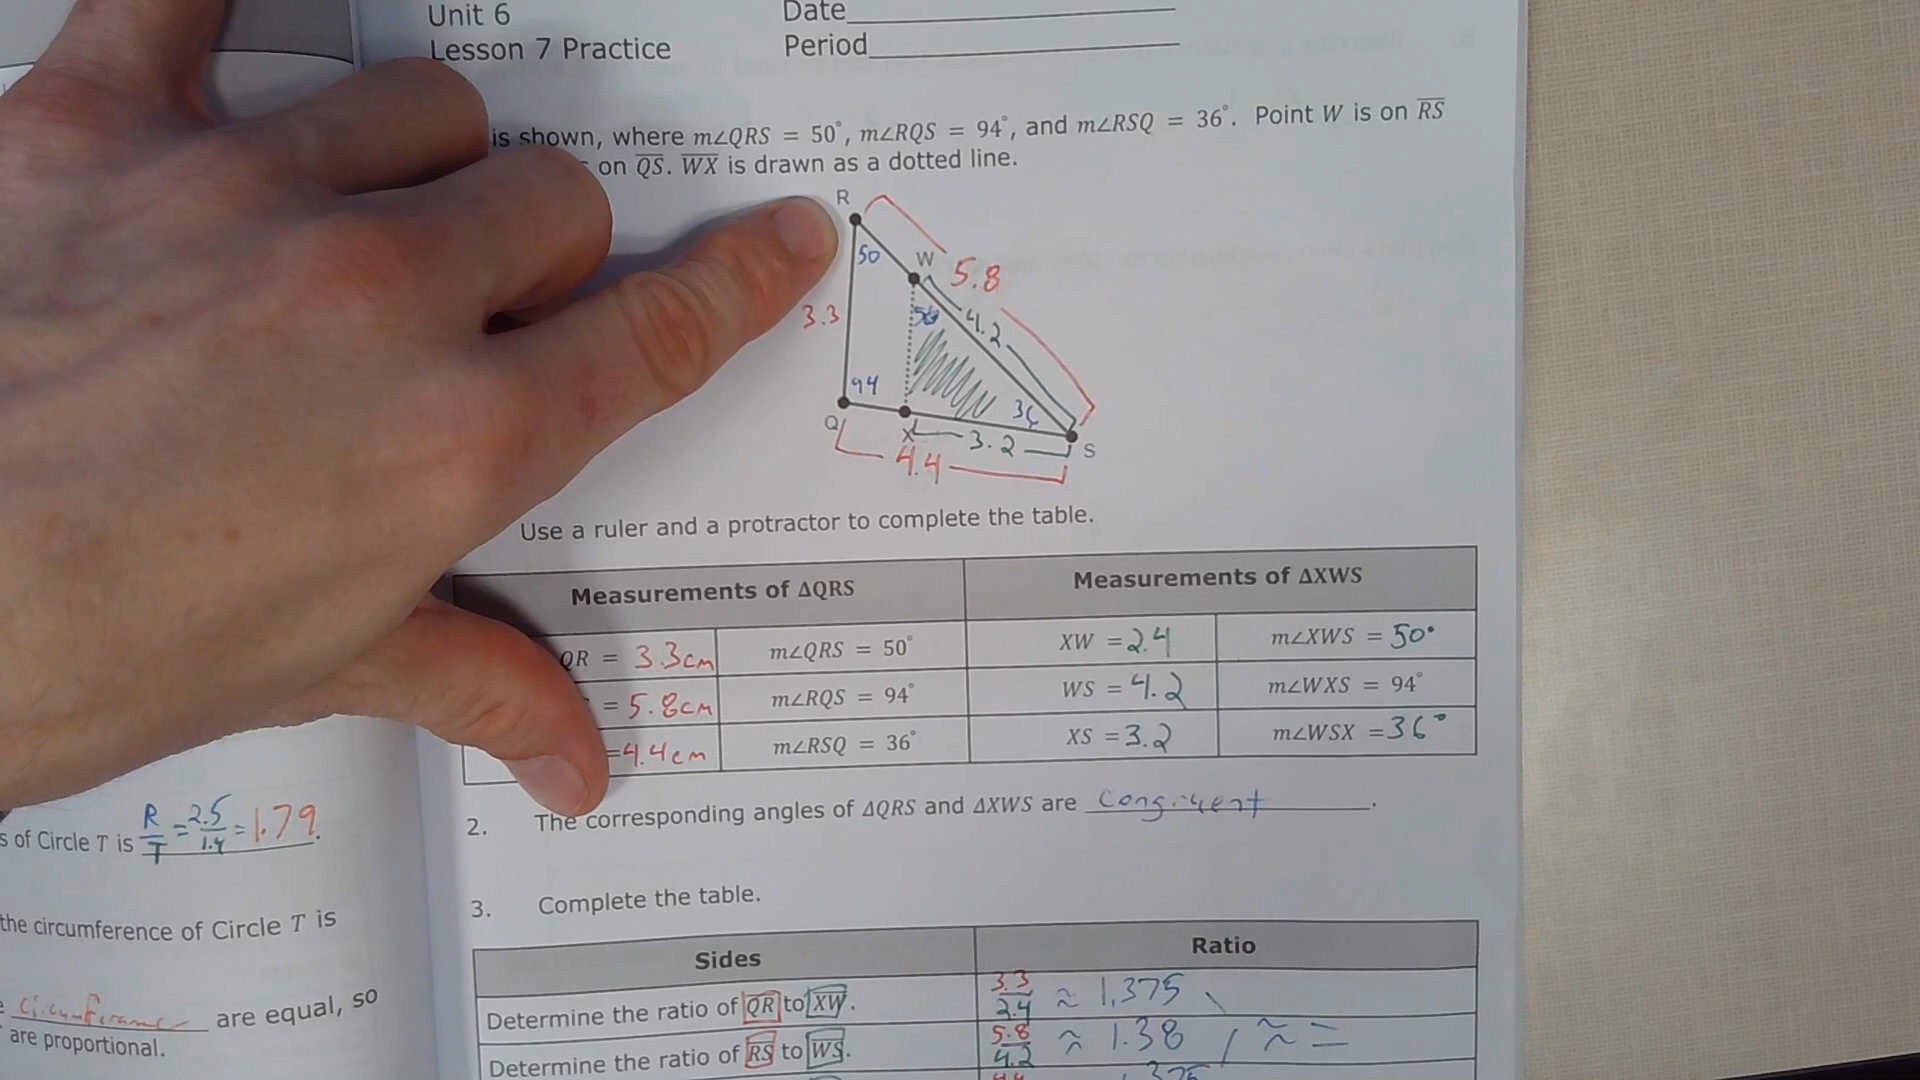 Unit 6
Date
Lesson 7 Practice
Period
is shown, where m∠QRS = 50°, m∠RQS = 94°, and m∠RSQ = 36°. Point W is on RS
on QS. WX is drawn as a dotted line.
R
50
W
5.8
3.3
50
4.2
94
36
Q
X
3.2
S
4.4
Use a ruler and a protractor to complete the table.
Measurements of ΔQRS
Measurements of ΔXWS
QR = 3.3cm
m∠QRS = 50°
XW = 2.4
m∠XWS = 50°
= 5.8cm
m∠RQS = 94°
WS = 4.2
m∠WXS = 94°
=4.4cm
m∠RSQ = 36°
XS = 3.2
m∠WSX = 36°
2. The corresponding angles of ΔQRS and ΔXWS are congruent.
3. Complete the table.
Sides
Ratio
Determine the ratio of QR to XW.
3.3/2.4 ≈ 1.375
Determine the ratio of RS to WS.
5.8/4.2 ≈ 1.38 / ≈ =
s of Circle T is R/T = 2.5/1.4 = 1.79.
the circumference of Circle T is
circumference are equal, so
are proportional.